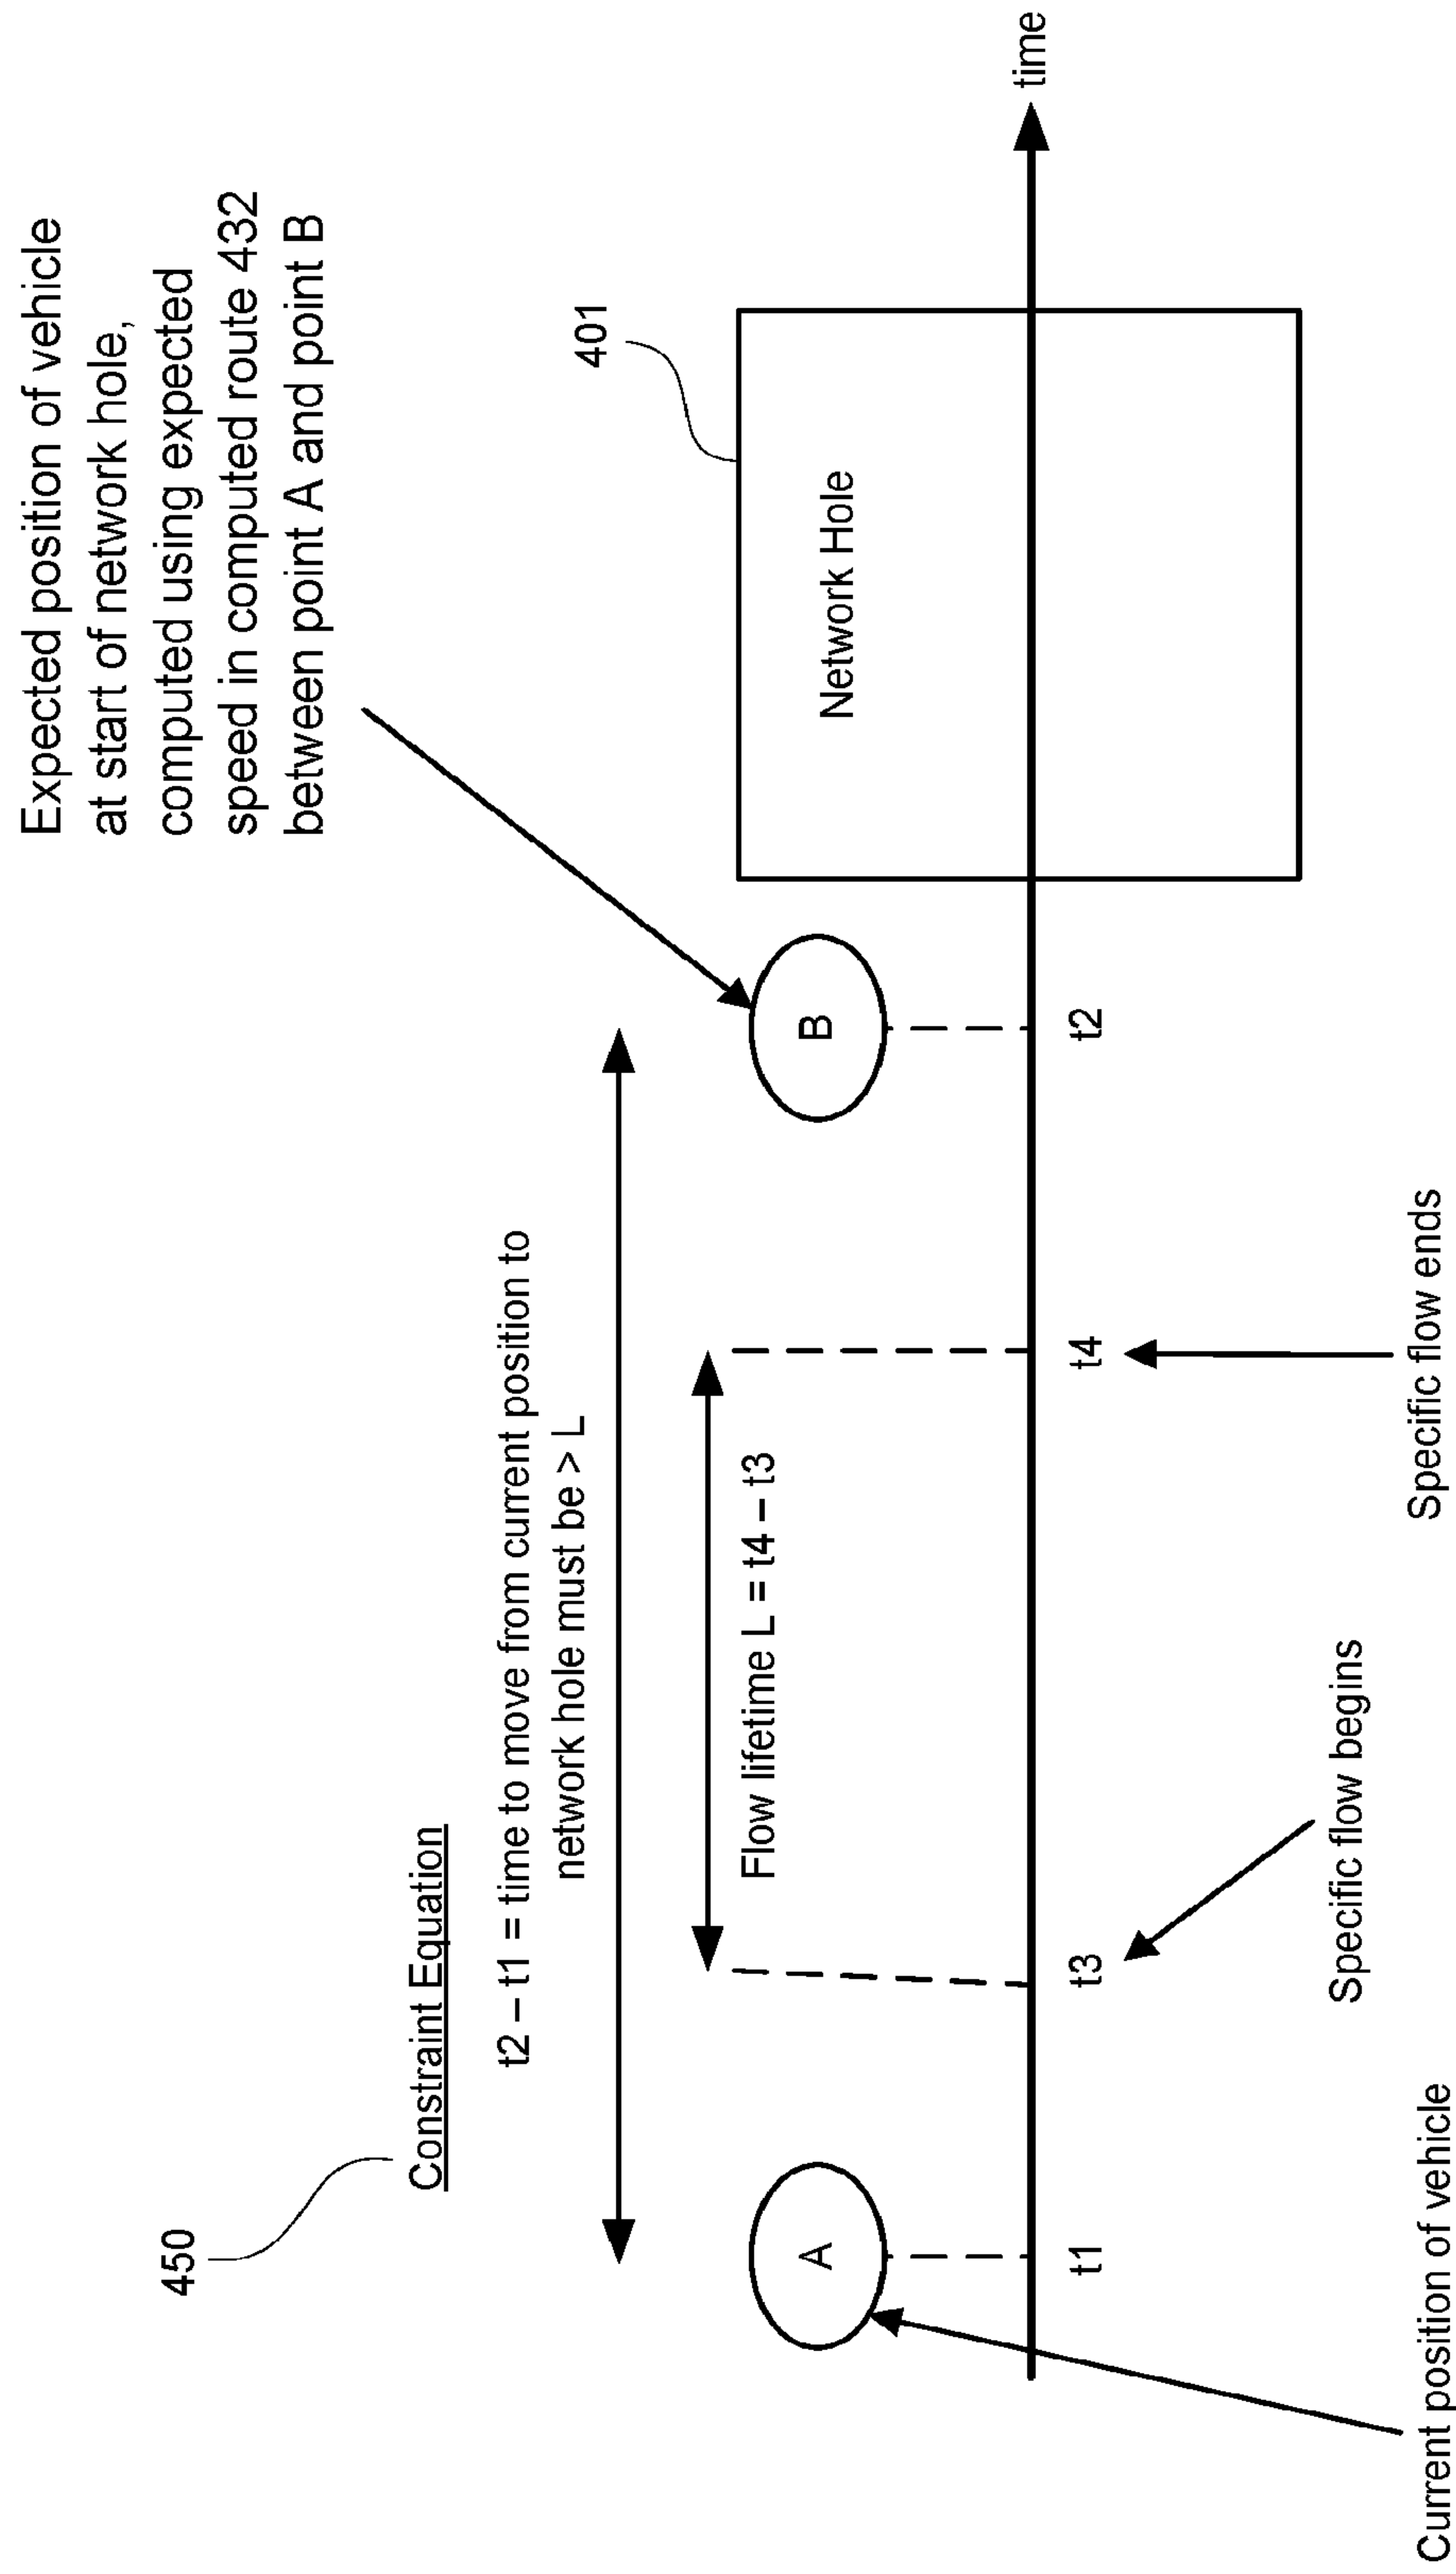 450
Constraint Equation
t2 – t1 = time to move from current position to
network hole must be > L
Expected position of vehicle
at start of network hole,
computed using expected
speed in computed route 432
between point A and point B
401
Flow lifetime L = t4 – t3
A
B
Network Hole
time
t1
t3
t4
t2
Current position of vehicle
Specific flow begins
Specific flow ends